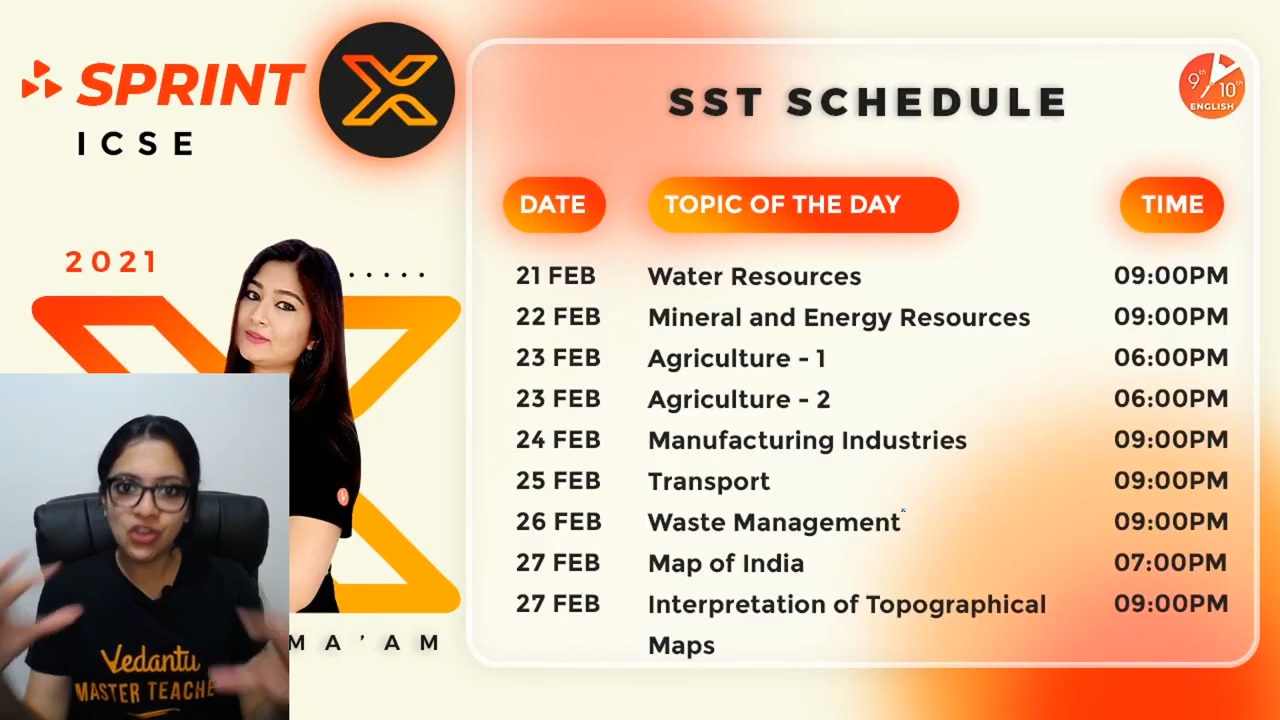 SPRINT
ICSE
2021
MA'AM
Vedantu
MASTER TEACHE
SST SCHEDULE
9th 10th
ENGLISH
DATE TOPIC OF THE DAY TIME
21 FEB Water Resources 09:00PM
22 FEB Mineral and Energy Resources 09:00PM
23 FEB Agriculture - 1 06:00PM
23 FEB Agriculture - 2 06:00PM
24 FEB Manufacturing Industries 09:00PM
25 FEB Transport 09:00PM
26 FEB Waste Management 09:00PM
27 FEB Map of India 07:00PM
27 FEB Interpretation of Topographical 09:00PM
Maps